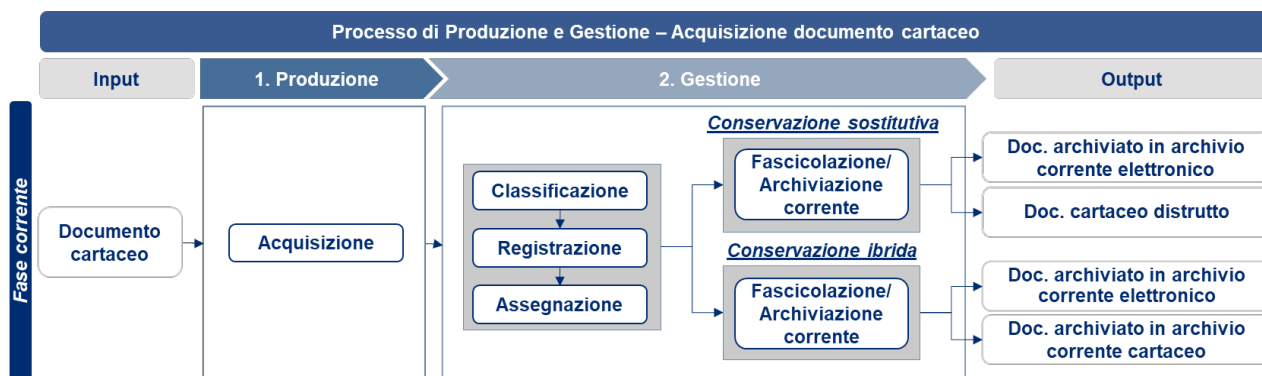 Processo di Produzione e Gestione – Acquisizione documento cartaceo
Input
1. Produzione
2. Gestione
Output
Fase corrente
Documento
cartaceo
Acquisizione
Classificazione
Registrazione
Assegnazione
Conservazione sostitutiva
Fascicolazione/
Archiviazione
corrente
Conservazione ibrida
Fascicolazione/
Archiviazione
corrente
Doc. archiviato in archivio
corrente elettronico
Doc. cartaceo distrutto
Doc. archiviato in archivio
corrente elettronico
Doc. archiviato in archivio
corrente cartaceo